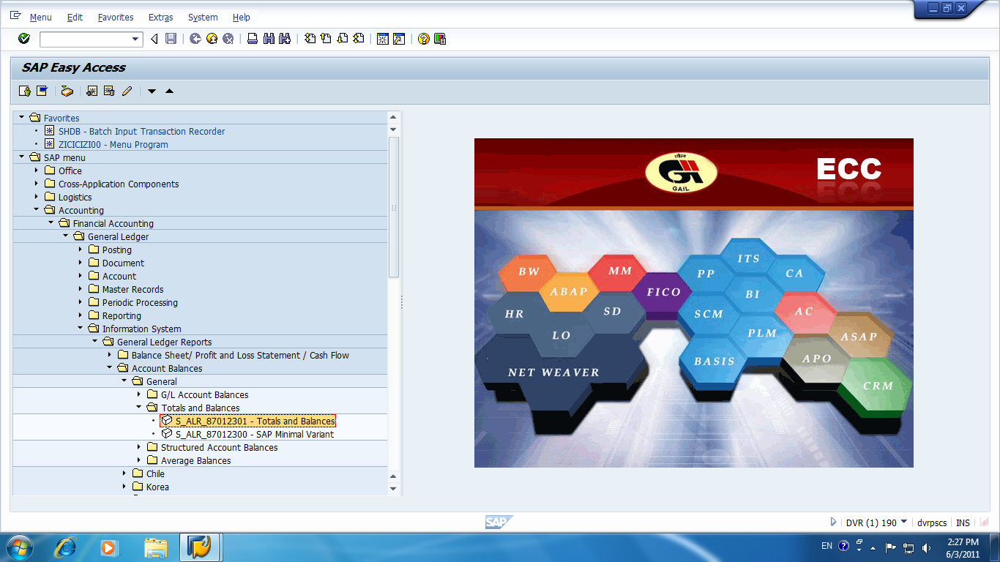 Menu Edit Favorites Extras System Help
SAP Easy Access
Favorites
SHDB - Batch Input Transaction Recorder
ZICICIZI00 - Menu Program
SAP menu
Office
Cross-Application Components
Logistics
Accounting
Financial Accounting
General Ledger
Posting
Document
Account
Master Records
Periodic Processing
Reporting
Information System
General Ledger Reports
Balance Sheet/ Profit and Loss Statement / Cash Flow
Account Balances
General
G/L Account Balances
Totals and Balances
S_ALR_87012301 - Totals and Balances
S_ALR_87012300 - SAP Minimal Variant
Structured Account Balances
Average Balances
Chile
Korea
गेल
GAIL
ECC
ITS
BW MM PP CA
ABAP FICO BI
HR SD SCM AC
LO PLM ASAP
NET WEAVER BASIS APO
CRM
SAP
DVR (1) 190 dvrpscs INS
EN 2:27 PM
6/3/2011